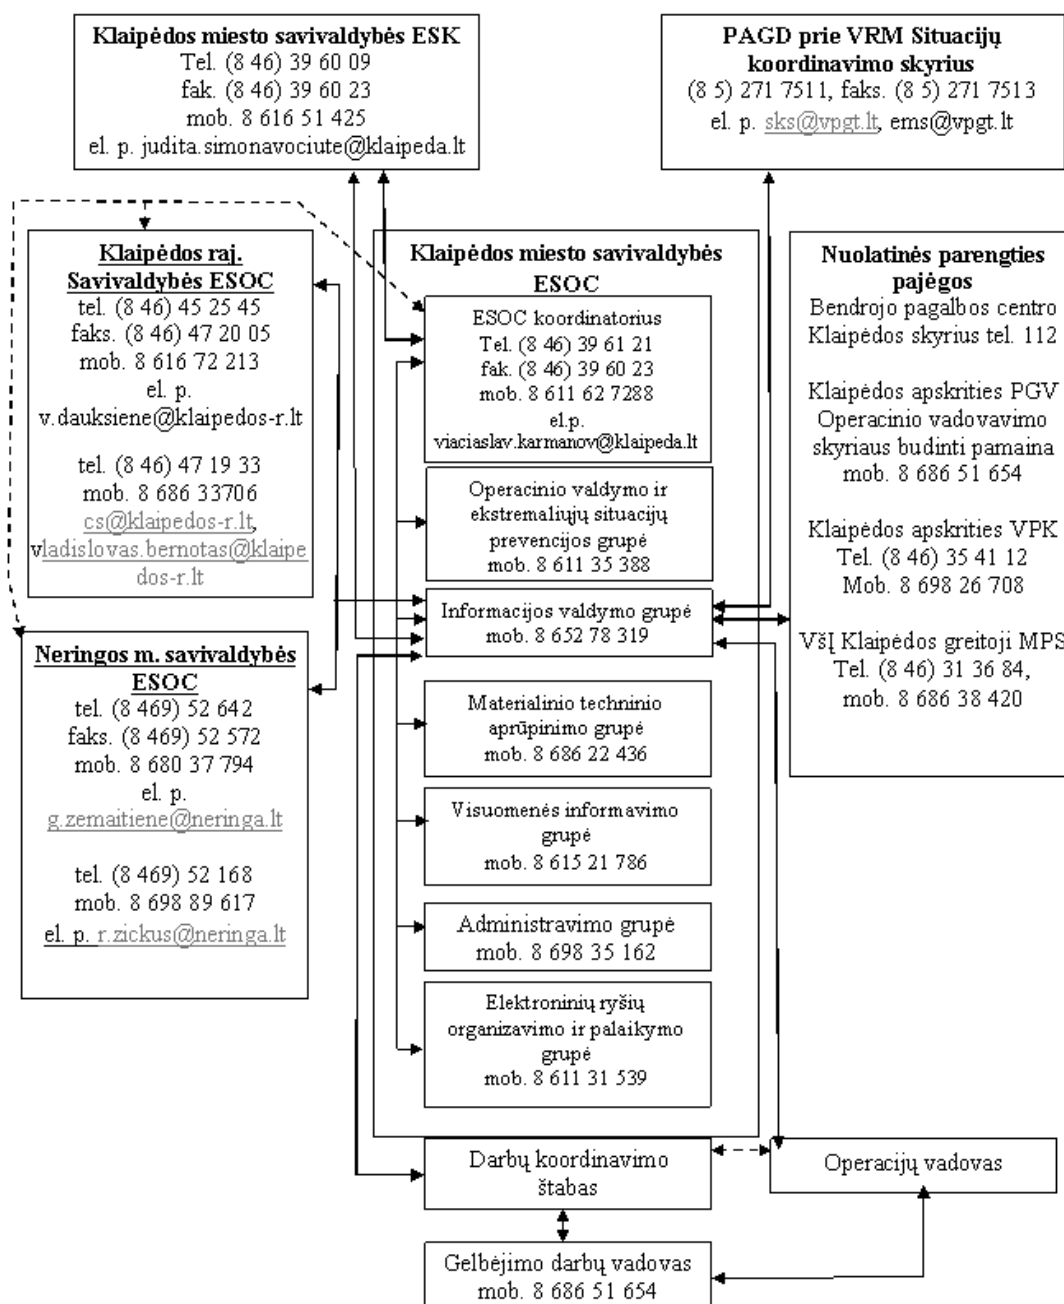 Klaipėdos miesto savivaldybės ESK
Tel. (8 46) 39 60 09
fak. (8 46) 39 60 23
mob. 8 616 51 425
el. p. judita.simonavociute@klaipeda.lt
PAGD prie VRM Situacijų
koordinavimo skyrius
(8 5) 271 7511, faks. (8 5) 271 7513
el. p. sks@vpgt.lt, ems@vpgt.lt
Klaipėdos raj.
Savivaldybės ESOC
tel. (8 46) 45 25 45
faks. (8 46) 47 20 05
mob. 8 616 72 213
el. p.
v.dauksiene@klaipedos-r.lt
tel. (8 46) 47 19 33
mob. 8 686 33706
cs@klaipedos-r.lt,
vladislovas.bernotas@klaipe
dos-r.lt
Neringos m. savivaldybės
ESOC
tel. (8 469) 52 642
faks. (8 469) 52 572
mob. 8 680 37 794
el. p.
g.zemaitiene@neringa.lt
tel. (8 469) 52 168
mob. 8 698 89 617
el. p. r.zickus@neringa.lt
Klaipėdos miesto savivaldybės
ESOC
ESOC koordinatorius
Tel. (8 46) 39 61 21
fak. (8 46) 39 60 23
mob. 8 611 62 7288
el.p.
viaciaslav.karmanov@klaipeda.lt
Operacinio valdymo ir
ekstremaliųjų situacijų
prevencijos grupė
mob. 8 611 35 388
Informacijos valdymo grupė
mob. 8 652 78 319
Materialinio techninio
aprūpinimo grupė
mob. 8 686 22 436
Visuomenės informavimo
grupė
mob. 8 615 21 786
Administravimo grupė
mob. 8 698 35 162
Elektroninių ryšių
organizavimo ir palaikymo
grupė
mob. 8 611 31 539
Nuolatinės parengties
pajėgos
Bendrojo pagalbos centro
Klaipėdos skyrius tel. 112
Klaipėdos apskrities PGV
Operacinio vadovavimo
skyriaus budinti pamaina
mob. 8 686 51 654
Klaipėdos apskrities VPK
Tel. (8 46) 35 41 12
Mob. 8 698 26 708
VšĮ Klaipėdos greitoji MPS
Tel. (8 46) 31 36 84,
mob. 8 686 38 420
Darbų koordinavimo
štabas
Operacijų vadovas
Gelbėjimo darbų vadovas
mob. 8 686 51 654